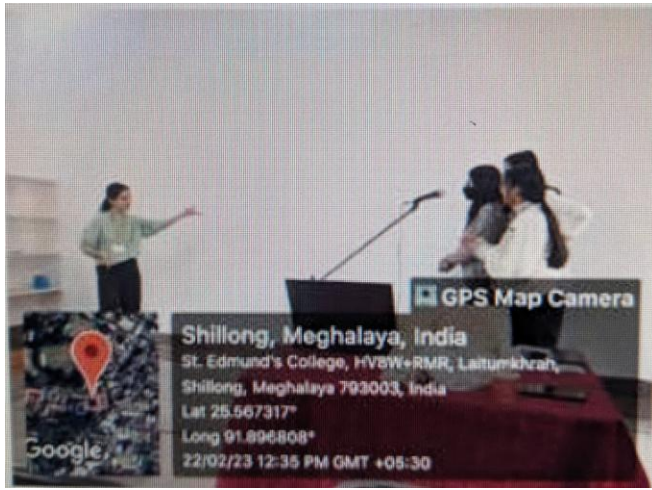 GPS Map Camera
Shillong, Meghalaya, India
St. Edmund's College, HV8W+RMR, Laitumkhrah,
Shillong, Meghalaya 793003, India
Lat 25.567317°
Long 91.896808°
22/02/23 12:35 PM GMT +05:30
Google